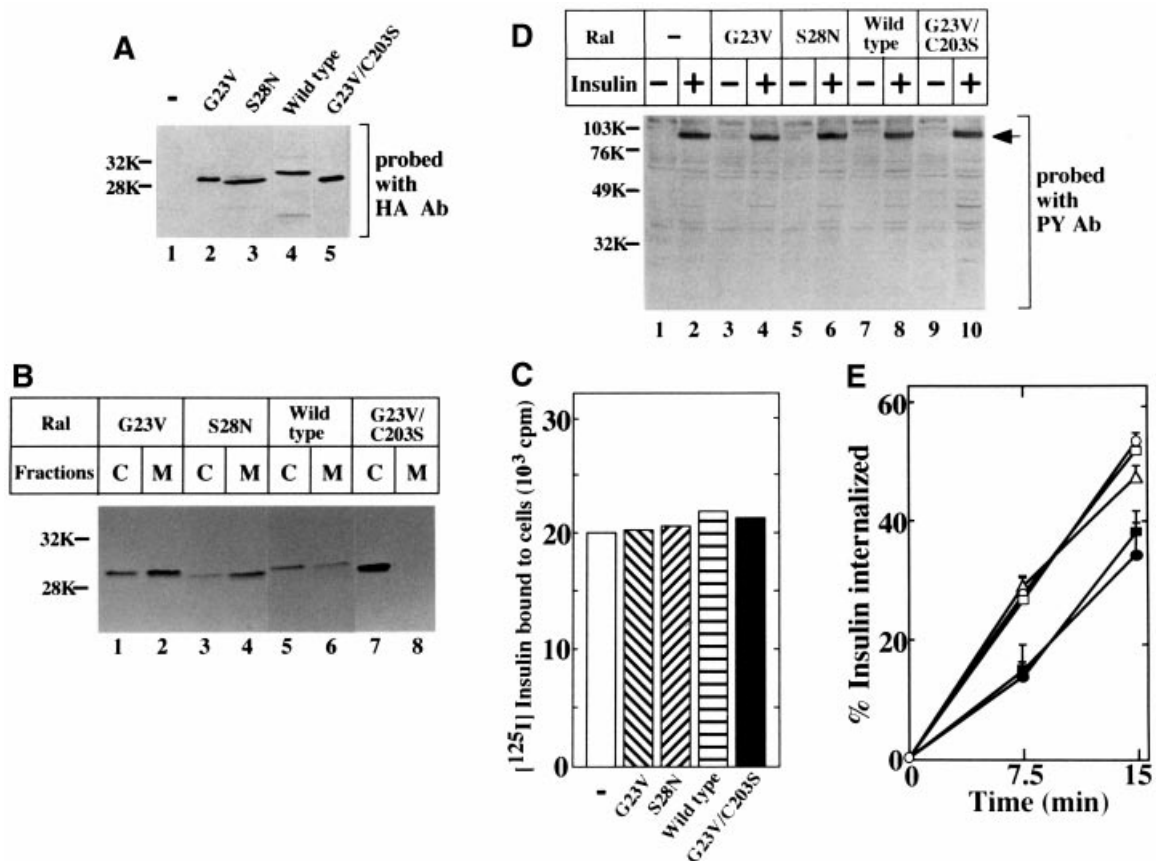 A
-
G23V
S28N
Wild type
G23V/C203S
32K
28K
probed
with
HA Ab
1 2 3 4 5
B
Ral G23V S28N Wild type G23V/ C203S
Fractions C M C M C M C M
32K
28K
1 2 3 4 5 6 7 8
C
[125I] Insulin bound to cells (10³ cpm)
30
20
10
0
-
G23V
S28N
Wild type
G23V/C203S
D
Ral - G23V S28N Wild type G23V/ C203S
Insulin - + - + - + - + - +
103K
76K
49K
32K
probed
with
PY Ab
1 2 3 4 5 6 7 8 9 10
E
% Insulin internalized
60
40
20
0
0 7.5 15
Time (min)